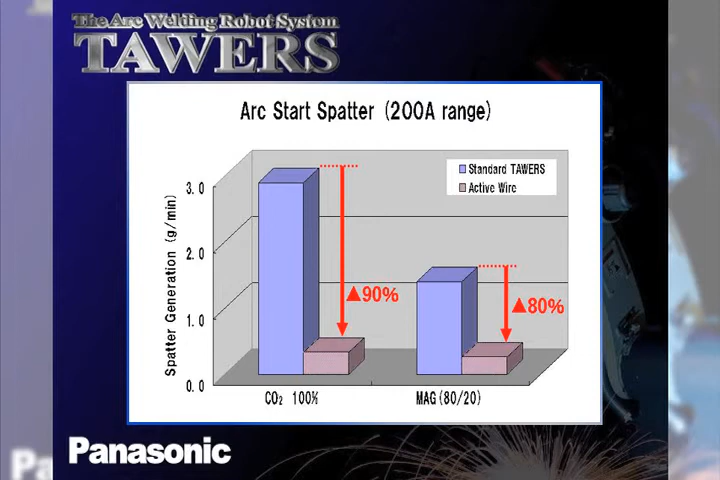 The Arc Welding Robot System
TAWERS
Arc Start Spatter (200A range)
Standard TAWERS
Active Wire
Spatter Generation (g/min)
3.0
2.0
1.0
0.0
▲90%
▲80%
CO₂ 100%
MAG(80/20)
Panasonic
Pa